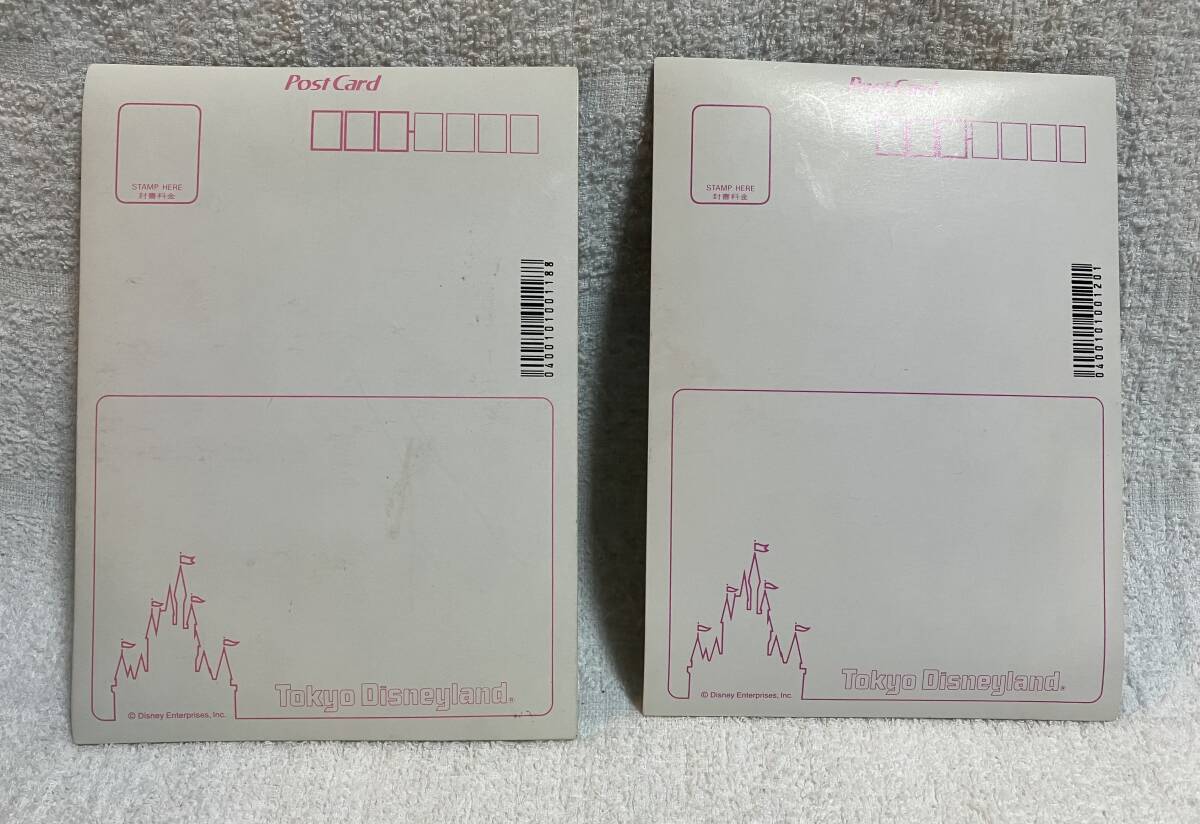 Post Card
STAMP HERE
封書料金
0400101001188
© Disney Enterprises, Inc.
Tokyo Disneyland®
Post Card
STAMP HERE
封書料金
0400101001201
© Disney Enterprises, Inc.
Tokyo Disneyland®